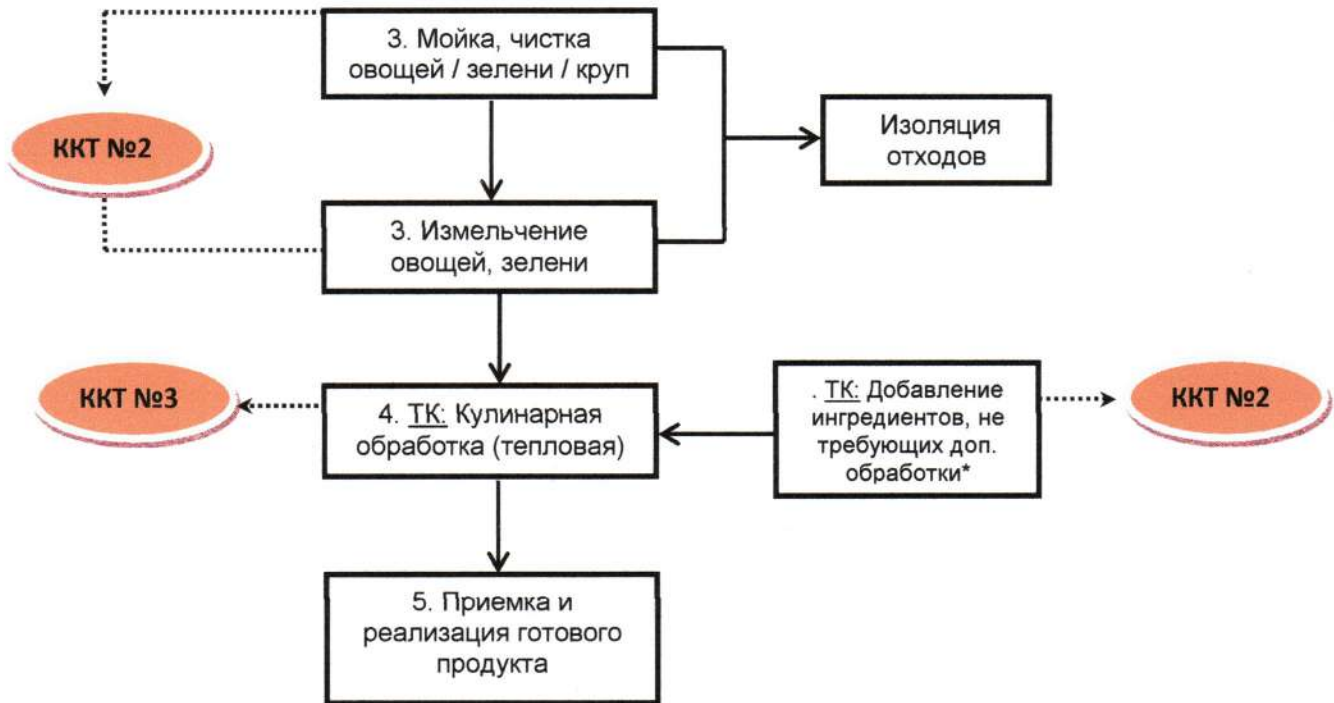 3. Мойка, чистка
овощей / зелени / круп
ККТ №2
Изоляция
отходов
3. Измельчение
овощей, зелени
ККТ №3
4. ТК: Кулинарная
обработка (тепловая)
. ТК: Добавление
ингредиентов, не
требующих доп.
обработки*
ККТ №2
5. Приемка и
реализация готового
продукта